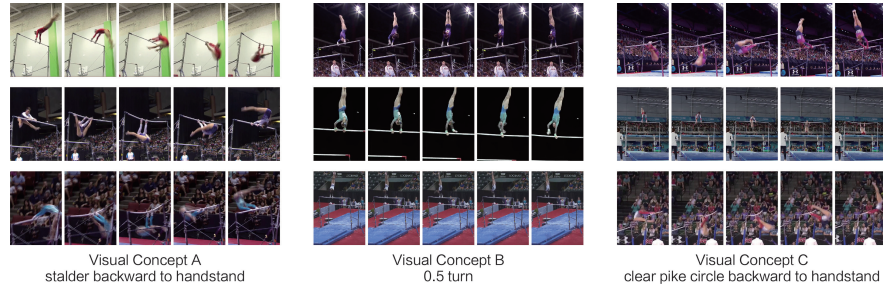 Visual Concept A
stalder backward to handstand
Visual Concept B
0.5 turn
Visual Concept C
clear pike circle backward to handstand